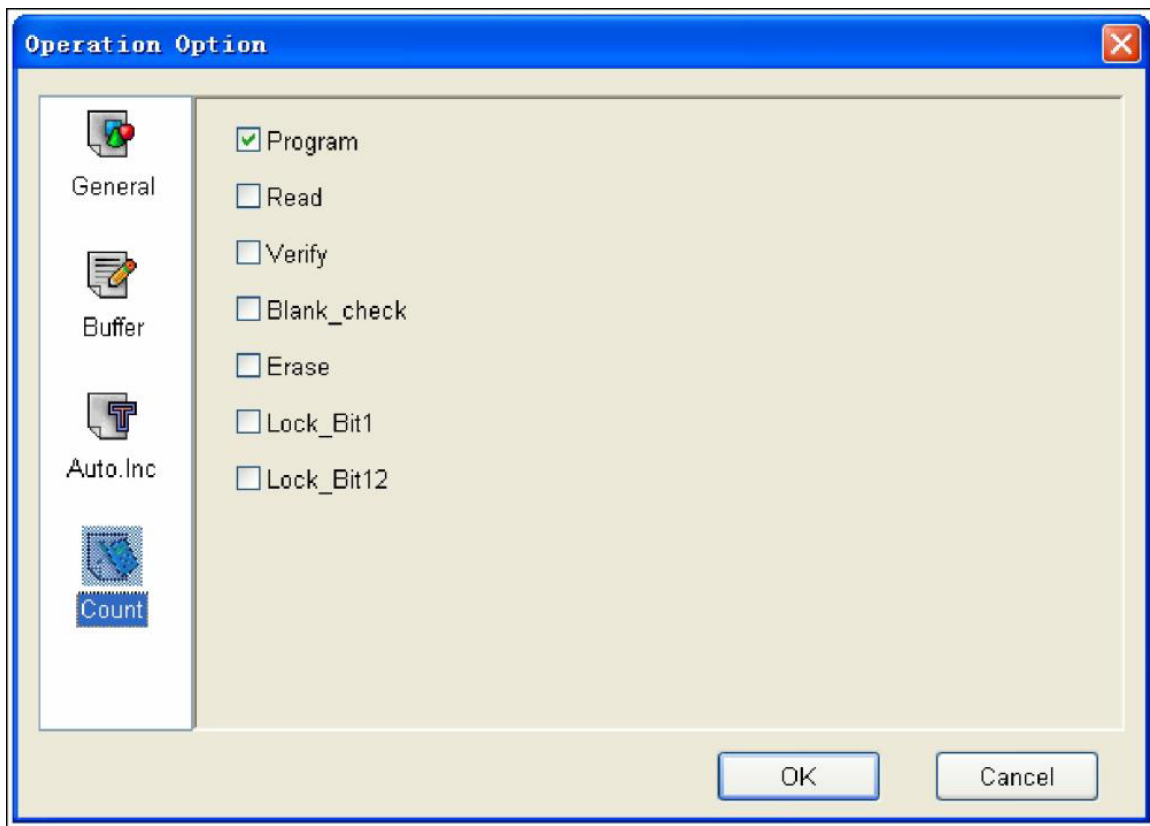 Operation Option
General
Buffer
Auto.Inc
Count
Program
Read
Verify
Blank_check
Erase
Lock_Bit1
Lock_Bit12
OK
Cancel